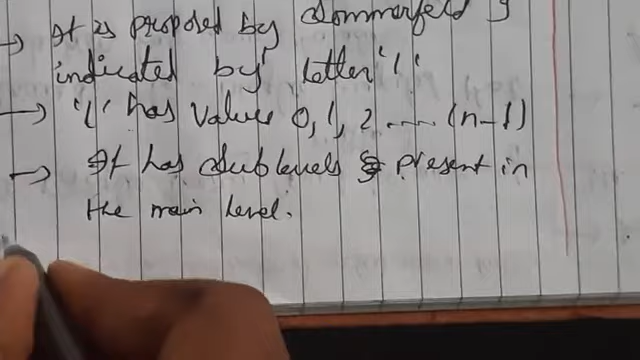 → It is proposed by Sommerfeld &
indicated by letter 'l'
→ 'l' has values 0, 1, 2 ..... (n-1)
→ It has sublevels present in
the main level.